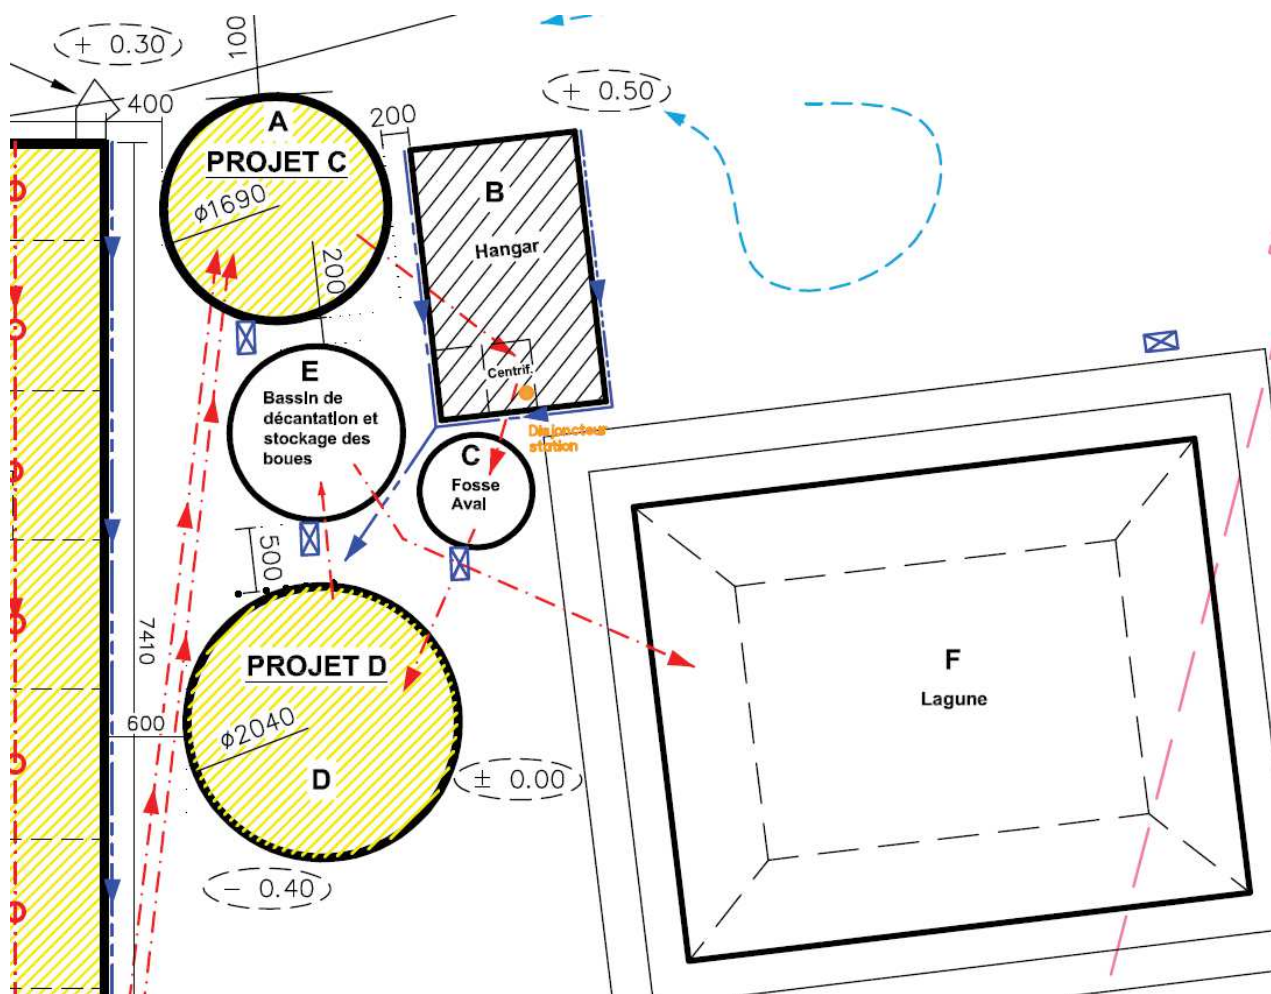 + 0.30
100
400
A
PROJET C
200
+ 0.50
ø1690
B
Hangar
200
E
Bassin de
décantation et
stockage des
boues
Centrif.
Disjoncteur
station
C
Fosse
Aval
500
7410
PROJET D
F
Lagune
600
ø2040
D
± 0.00
- 0.40